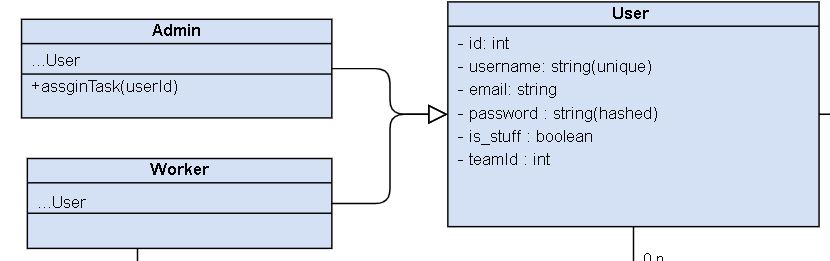 Admin
...User
+assginTask(userId)
Worker
...User
User
- id: int
- username: string(unique)
- email: string
- password : string(hashed)
- is_stuff : boolean
- teamId : int
0 n